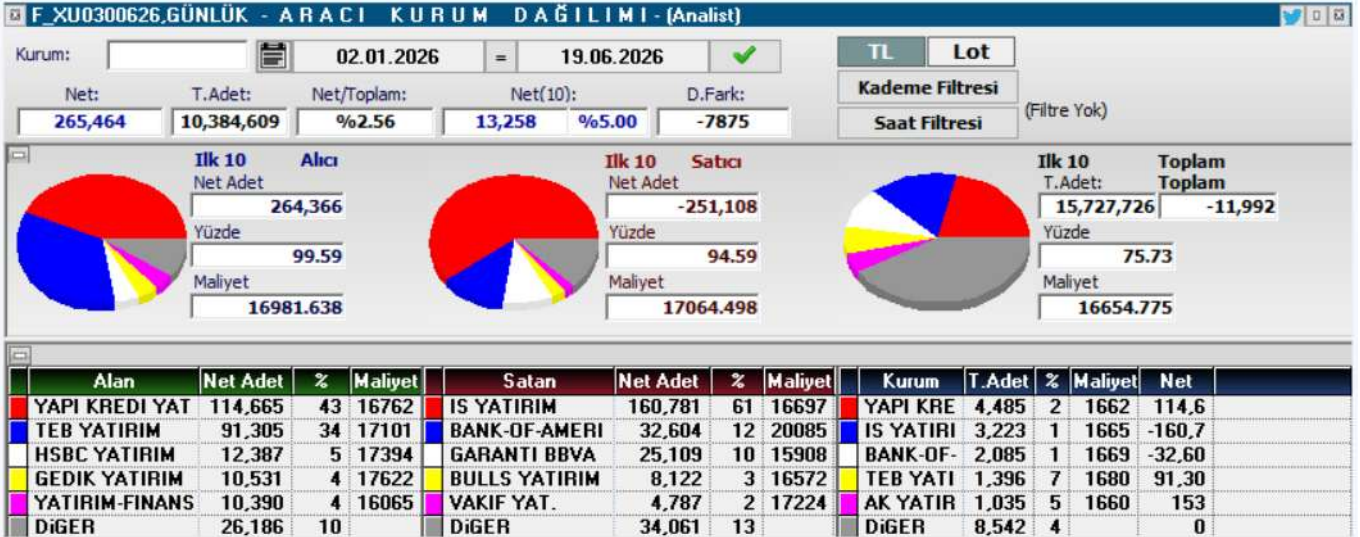 F_XU0300626,GÜNLÜK - A R A C I K U R U M D A Ğ I L I M I - (Analist)
Kurum: 02.01.2026 = 19.06.2026 TL Lot
Net: T.Adet: Net/Toplam: Net(10): D.Fark: Kademe Filtresi
265,464 10,384,609 %2.56 13,258 %5.00 -7875 Saat Filtresi (Filtre Yok)
Ilk 10 Alıcı Ilk 10 Satıcı Ilk 10 Toplam
Net Adet Net Adet T.Adet: Toplam
264,366 -251,108 15,727,726 -11,992
Yüzde Yüzde Yüzde
99.59 94.59 75.73
Maliyet Maliyet Maliyet
16981.638 17064.498 16654.775
Alan Net Adet % Maliyet Satan Net Adet % Maliyet Kurum T.Adet % Maliyet Net
YAPI KREDI YAT 114,665 43 16762 IS YATIRIM 160,781 61 16697 YAPI KRE 4,485 2 1662 114,6
TEB YATIRIM 91,305 34 17101 BANK-OF-AMERI 32,604 12 20085 IS YATIRI 3,223 1 1665 -160,7
HSBC YATIRIM 12,387 5 17394 GARANTI BBVA 25,109 10 15908 BANK-OF- 2,085 1 1669 -32,60
GEDIK YATIRIM 10,531 4 17622 BULLS YATIRIM 8,122 3 16572 TEB YATI 1,396 7 1680 91,30
YATIRIM-FINANS 10,390 4 16065 VAKIF YAT. 4,787 2 17224 AK YATIR 1,035 5 1660 153
DiGER 26,186 10 DiGER 34,061 13 DiGER 8,542 4 0